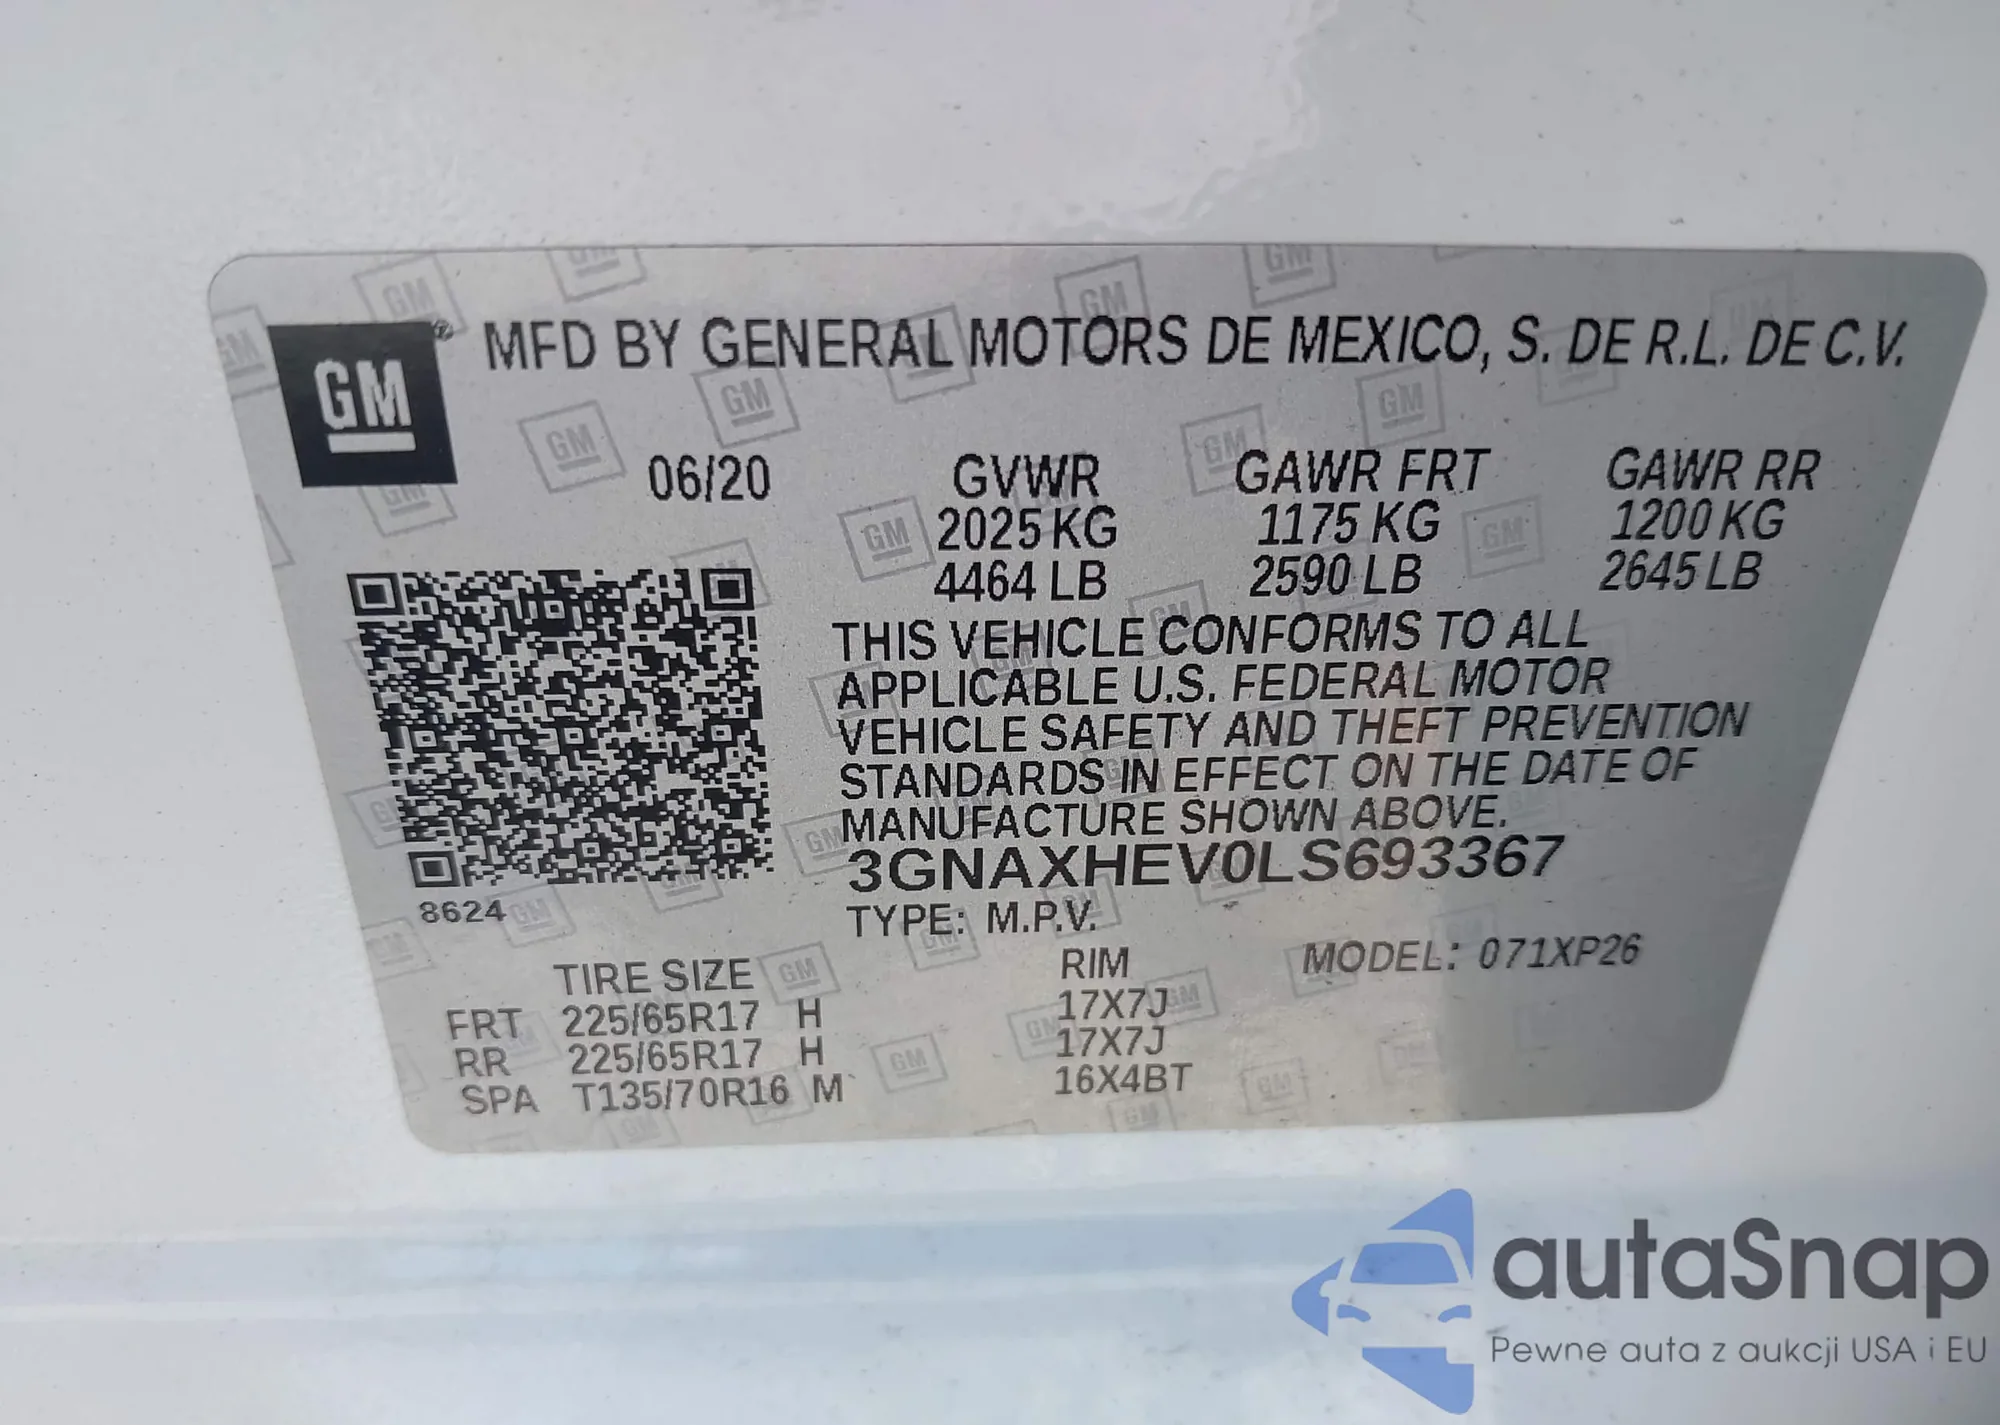 GM® MFD BY GENERAL MOTORS DE MEXICO, S. DE R.L. DE C.V.
06/20 GVWR GAWR FRT GAWR RR
2025 KG 1175 KG 1200 KG
4464 LB 2590 LB 2645 LB
THIS VEHICLE CONFORMS TO ALL
APPLICABLE U.S. FEDERAL MOTOR
VEHICLE SAFETY AND THEFT PREVENTION
STANDARDS IN EFFECT ON THE DATE OF
MANUFACTURE SHOWN ABOVE.
3GNAXHEV0LS693367
8624 TYPE: M.P.V.
TIRE SIZE RIM MODEL: 071XP26
FRT 225/65R17 H 17X7J
RR 225/65R17 H 17X7J
SPA T135/70R16 M 16X4BT
autaSnap
Pewne auta z aukcji USA i EU